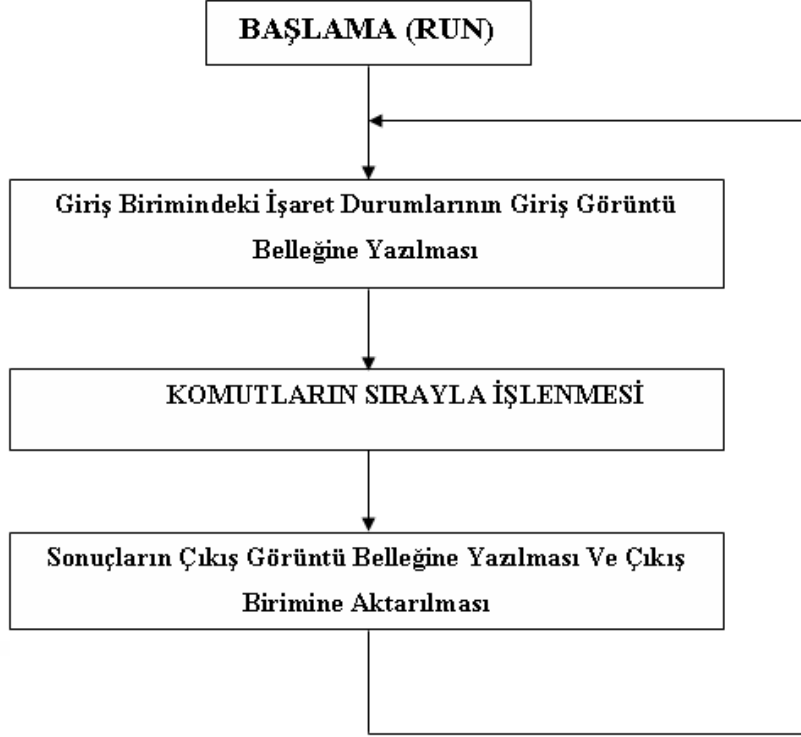 BAŞLAMA (RUN)
Giriş Birimindeki İşaret Durumlarının Giriş Görüntü
Belleğine Yazılması
KOMUTLARIN SIRAYLA İŞLENMESİ
Sonuçların Çıkış Görüntü Belleğine Yazılması Ve Çıkış
Birimine Aktarılması